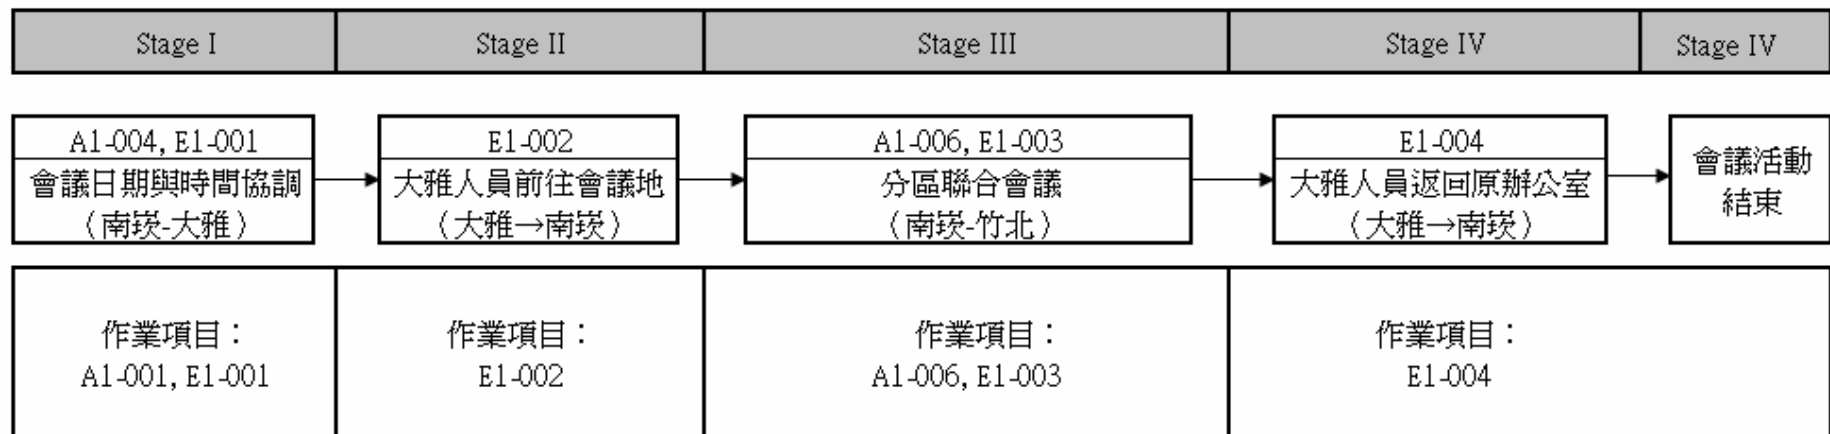 Stage I
Stage II
Stage III
Stage IV
Stage IV
A1-004, E1-001
會議日期與時間協調
（南崁-大雅）
E1-002
大雅人員前往會議地
（大雅→南崁）
A1-006, E1-003
分區聯合會議
（南崁-竹北）
E1-004
大雅人員返回原辦公室
（大雅→南崁）
會議活動
結束
作業項目：
A1-001, E1-001
作業項目：
E1-002
作業項目：
A1-006, E1-003
作業項目：
E1-004